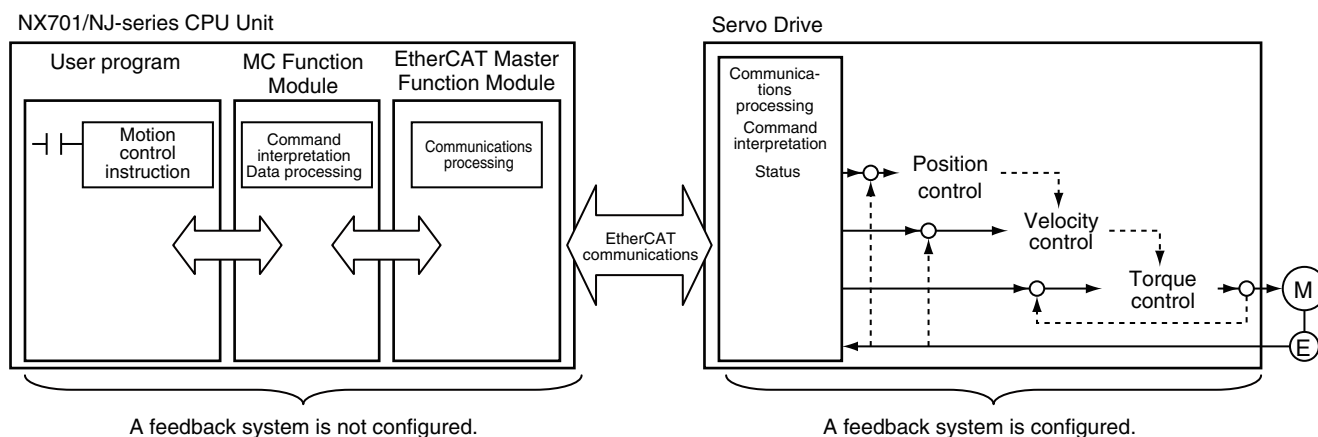 NX701/NJ-series CPU Unit
User program
MC Function
Module
EtherCAT Master
Function Module
Motion
control
instruction
Command
interpretation
Data processing
Communications
processing
EtherCAT
communications
A feedback system is not configured.
Servo Drive
Communica-
tions
processing
Command
interpretation
Status
Position
control
Velocity
control
Torque
control
M
E
A feedback system is configured.